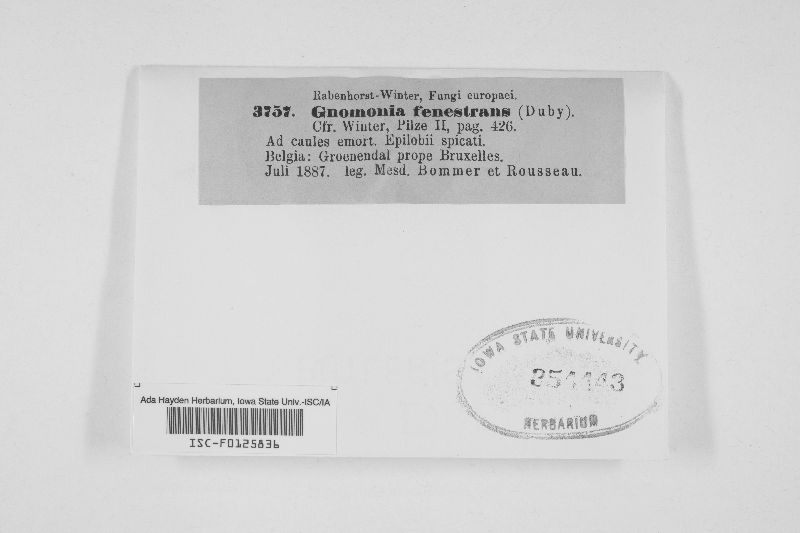 Rabenhorst-Winter, Fungi europaei.
3757. Gnomonia fenestrans (Duby).
Cfr. Winter, Pilze II, pag. 426.
Ad caules emort. Epilobii spicati.
Belgia: Groenendal prope Bruxelles.
Juli 1887. leg. Mesd. Bommer et Rousseau.
IOWA STATE UNIVERSITY
354443
HERBARIUM
Ada Hayden Herbarium, Iowa State Univ.-ISC/IA
ISC-F0125836